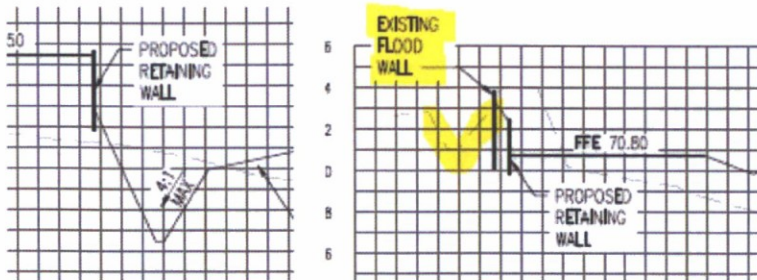 50
PROPOSED
RETAINING
WALL
4:1
MAX
EXISTING
FLOOD
WALL
6
4
2
0
8
6
FFE 70.80
PROPOSED
RETAINING
WALL